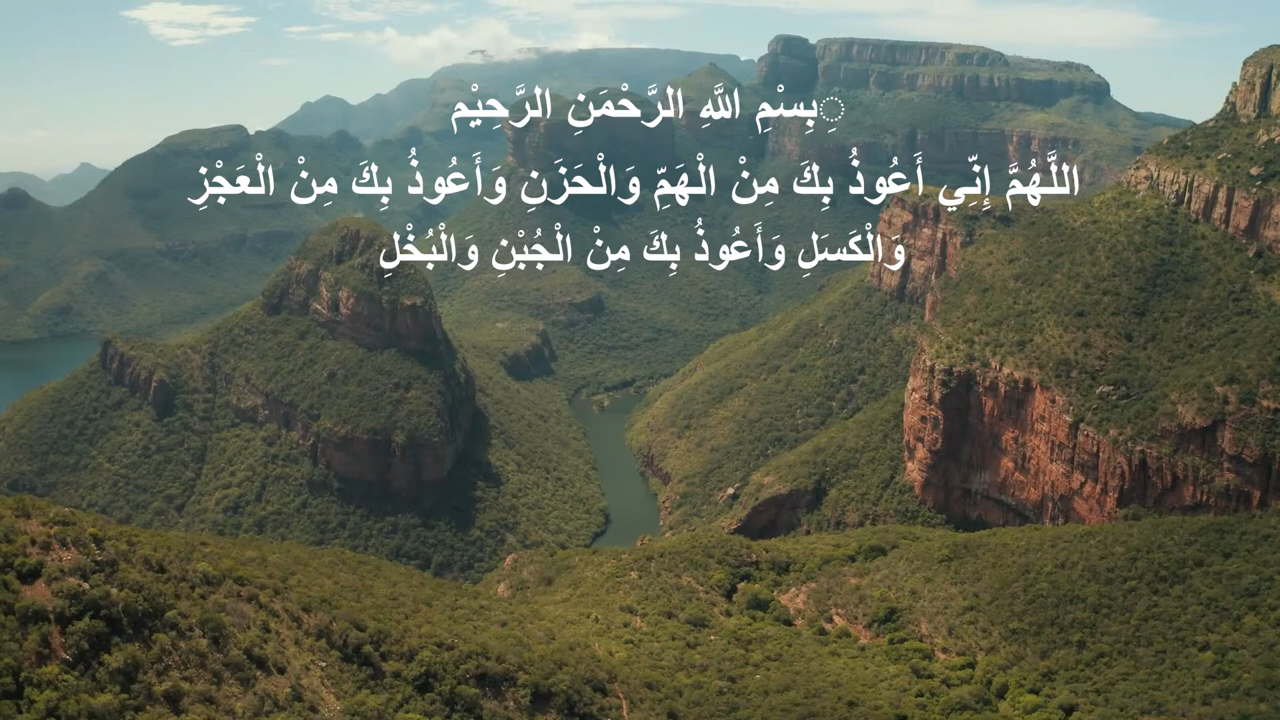 ِبِسْمِ اللَّهِ الرَّحْمَنِ الرَّحِيْم
اللَّهُمَّ إِنِّي أَعُوذُ بِكَ مِنْ الْهَمِّ وَالْحَزَنِ وَأَعُوذُ بِكَ مِنْ الْعَجْزِ
وَالْكَسَلِ وَأَعُوذُ بِكَ مِنْ الْجُبْنِ وَالْبُخْلِ